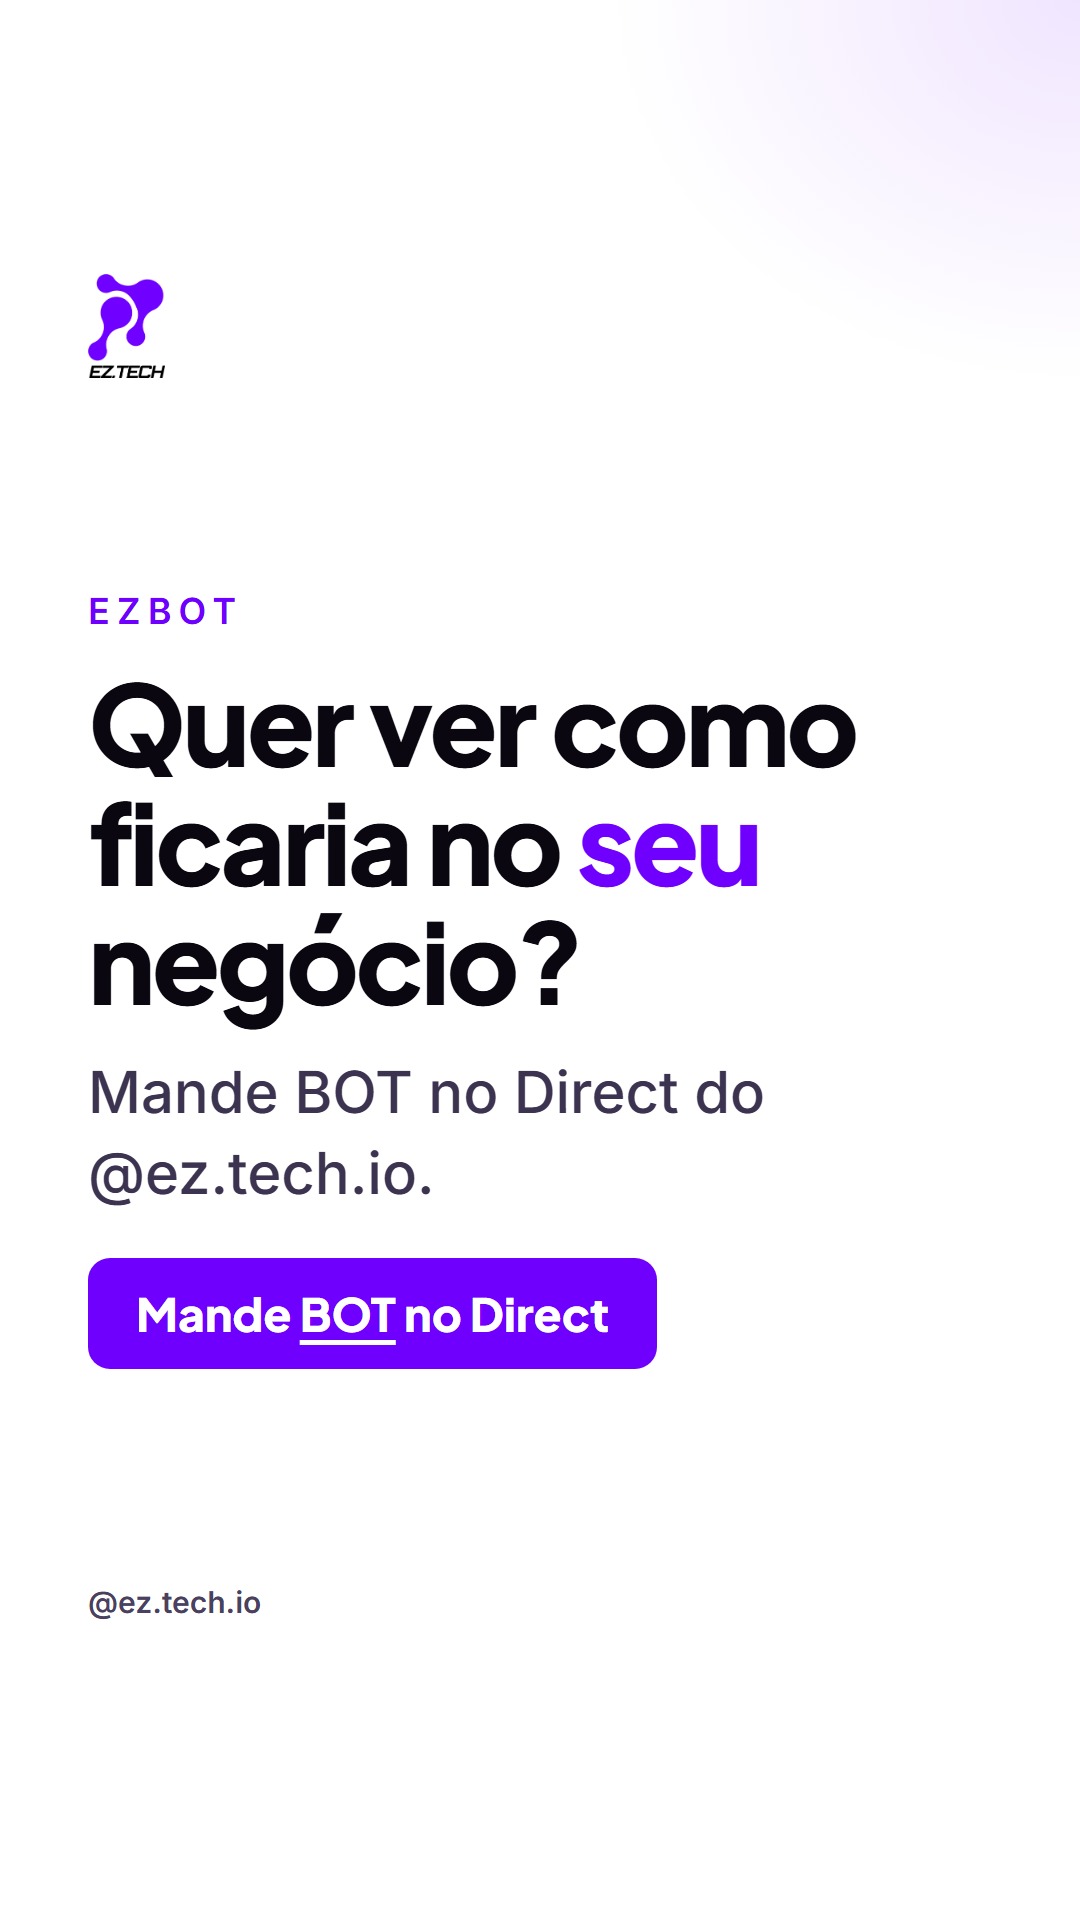 EZ.TECH
EZBOT
Quer ver como
ficaria no seu
negócio?
Mande BOT no Direct do
@ez.tech.io.
Mande BOT no Direct
@ez.tech.io